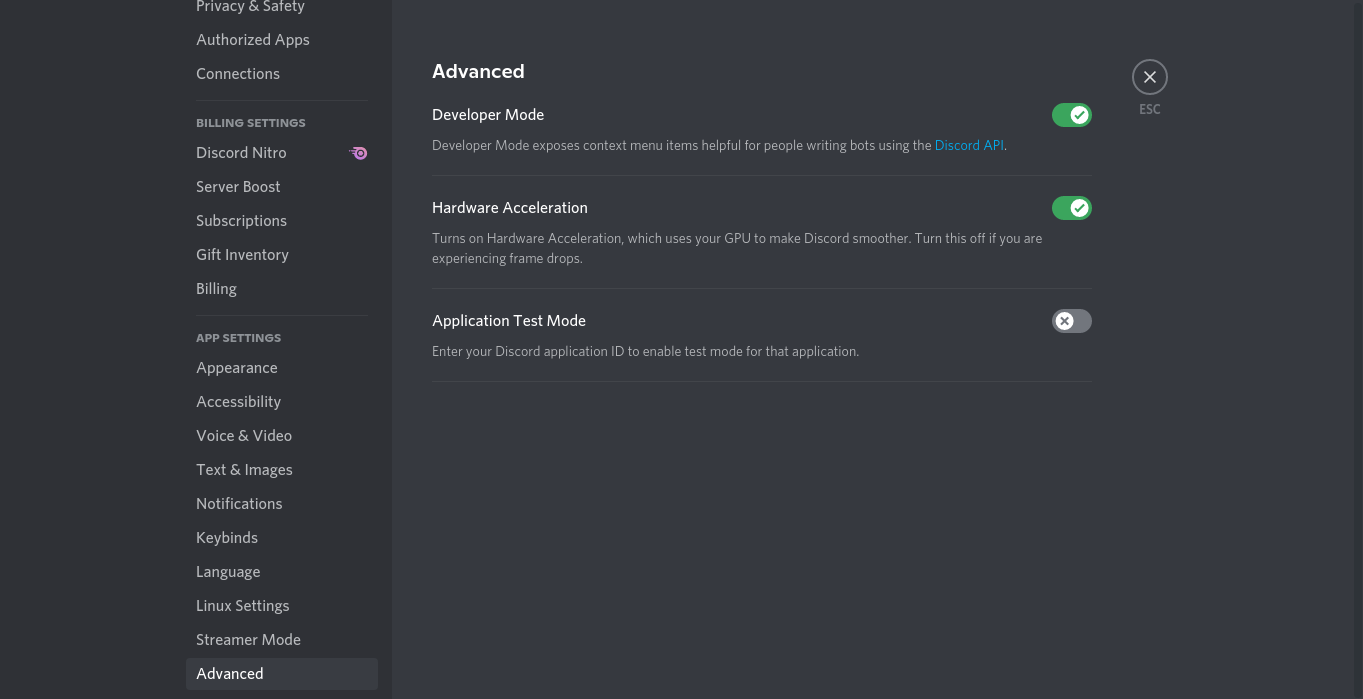 Privacy & Safety
Authorized Apps
Connections
BILLING SETTINGS
Discord Nitro
Server Boost
Subscriptions
Gift Inventory
Billing
APP SETTINGS
Appearance
Accessibility
Voice & Video
Text & Images
Notifications
Keybinds
Language
Linux Settings
Streamer Mode
Advanced
Advanced
Developer Mode
Developer Mode exposes context menu items helpful for people writing bots using the Discord API.
Hardware Acceleration
Turns on Hardware Acceleration, which uses your GPU to make Discord smoother. Turn this off if you are
experiencing frame drops.
Application Test Mode
Enter your Discord application ID to enable test mode for that application.
ESC